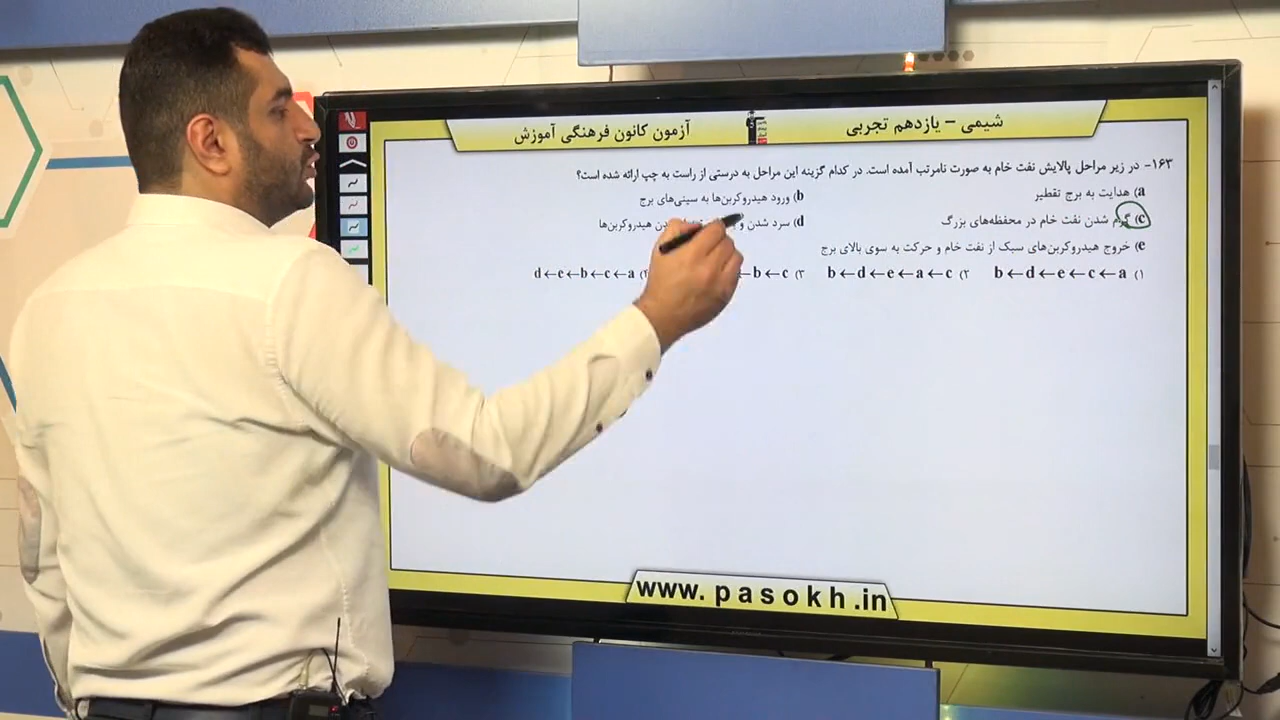 شیمی – یازدهم تجربی
آزمون کانون فرهنگی آموزش
۱۶۳- در زیر مراحل پالایش نفت خام به صورت نامرتب آمده است. در کدام گزینه این مراحل به درستی از راست به چپ ارائه شده است؟
a) هدایت به برج تقطیر
b) ورود هیدروکربن‌ها به سینی‌های برج
c) گرم شدن نفت خام در محفظه‌های بزرگ
d) سرد شدن و هیدروکربن‌ها
e) خروج هیدروکربن‌های سبک از نفت خام و حرکت به سوی بالای برج
۱) b←d←e←c←a
۲) b←d←e←a←c
۳) ←b←c
۴) d←e←b←c←a
www. pasokh .in